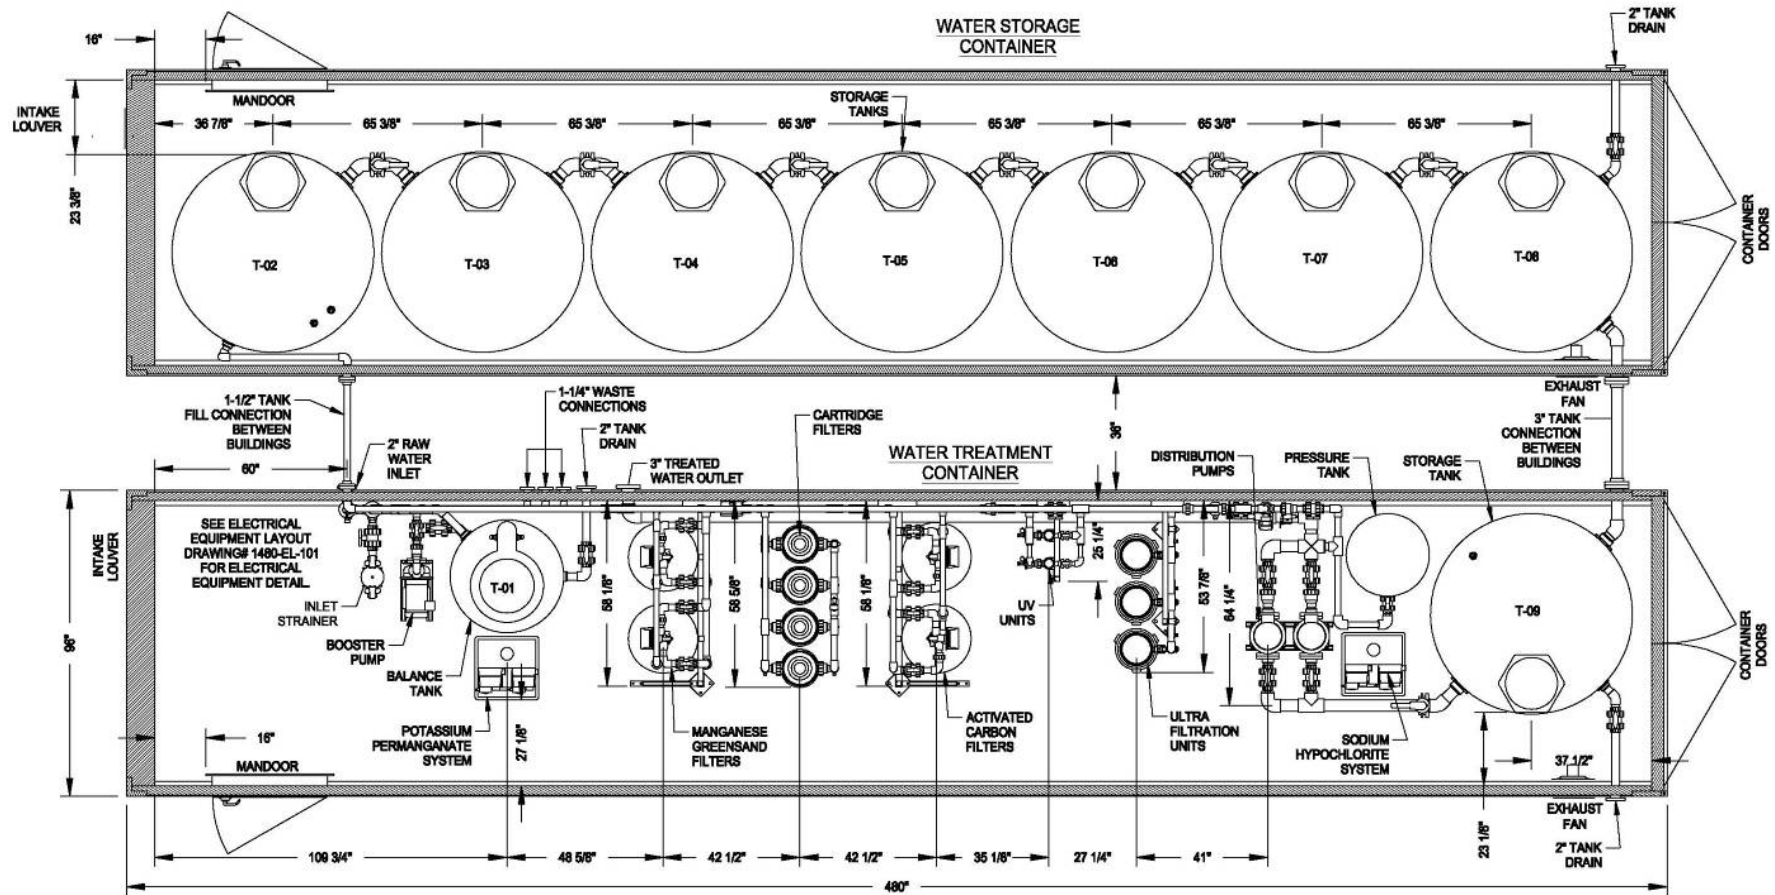 WATER STORAGE
CONTAINER
2" TANK
DRAIN
16"
MANDOOR
INTAKE
LOUVER
STORAGE
TANKS
36 7/8"
65 3/8"
65 3/8"
65 3/8"
65 3/8"
65 3/8"
65 3/8"
23 3/8"
T-02
T-03
T-04
T-05
T-06
T-07
T-08
CONTAINER
DOORS
1-1/2" TANK
FILL CONNECTION
BETWEEN
BUILDINGS
2" RAW
WATER
INLET
60"
1-1/4" WASTE
CONNECTIONS
2" TANK
DRAIN
3" TREATED
WATER OUTLET
CARTRIDGE
FILTERS
WATER TREATMENT
CONTAINER
36"
DISTRIBUTION
PUMPS
PRESSURE
TANK
STORAGE
TANK
EXHAUST
FAN
3" TANK
CONNECTION
BETWEEN
BUILDINGS
96"
INTAKE
LOUVER
SEE ELECTRICAL
EQUIPMENT LAYOUT
DRAWING# 1480-EL-101
FOR ELECTRICAL
EQUIPMENT DETAIL
INLET
STRAINER
BOOSTER
PUMP
BALANCE
TANK
T-01
POTASSIUM
PERMANGANATE
SYSTEM
27 1/8"
58 1/8"
58 5/8"
58 1/8"
25 1/4"
53 7/8"
64 1/4"
UV
UNITS
MANGANESE
GREENSAND
FILTERS
ACTIVATED
CARBON
FILTERS
ULTRA
FILTRATION
UNITS
SODIUM
HYPOCHLORITE
SYSTEM
T-09
CONTAINER
DOORS
16"
MANDOOR
37 1/2"
EXHAUST
FAN
23 1/8"
2" TANK
DRAIN
109 3/4"
48 5/8"
42 1/2"
42 1/2"
35 1/8"
27 1/4"
41"
480"